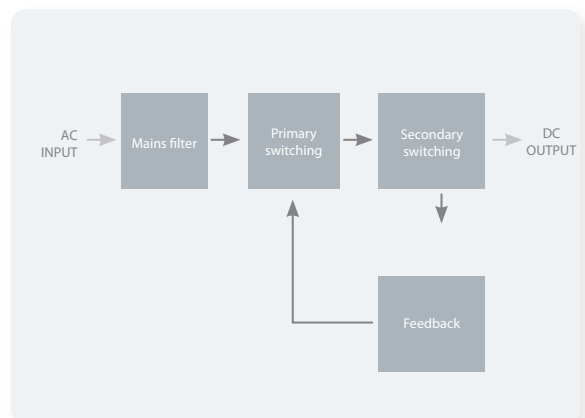 AC
INPUT
Mains filter
Primary
switching
Secondary
switching
DC
OUTPUT
Feedback